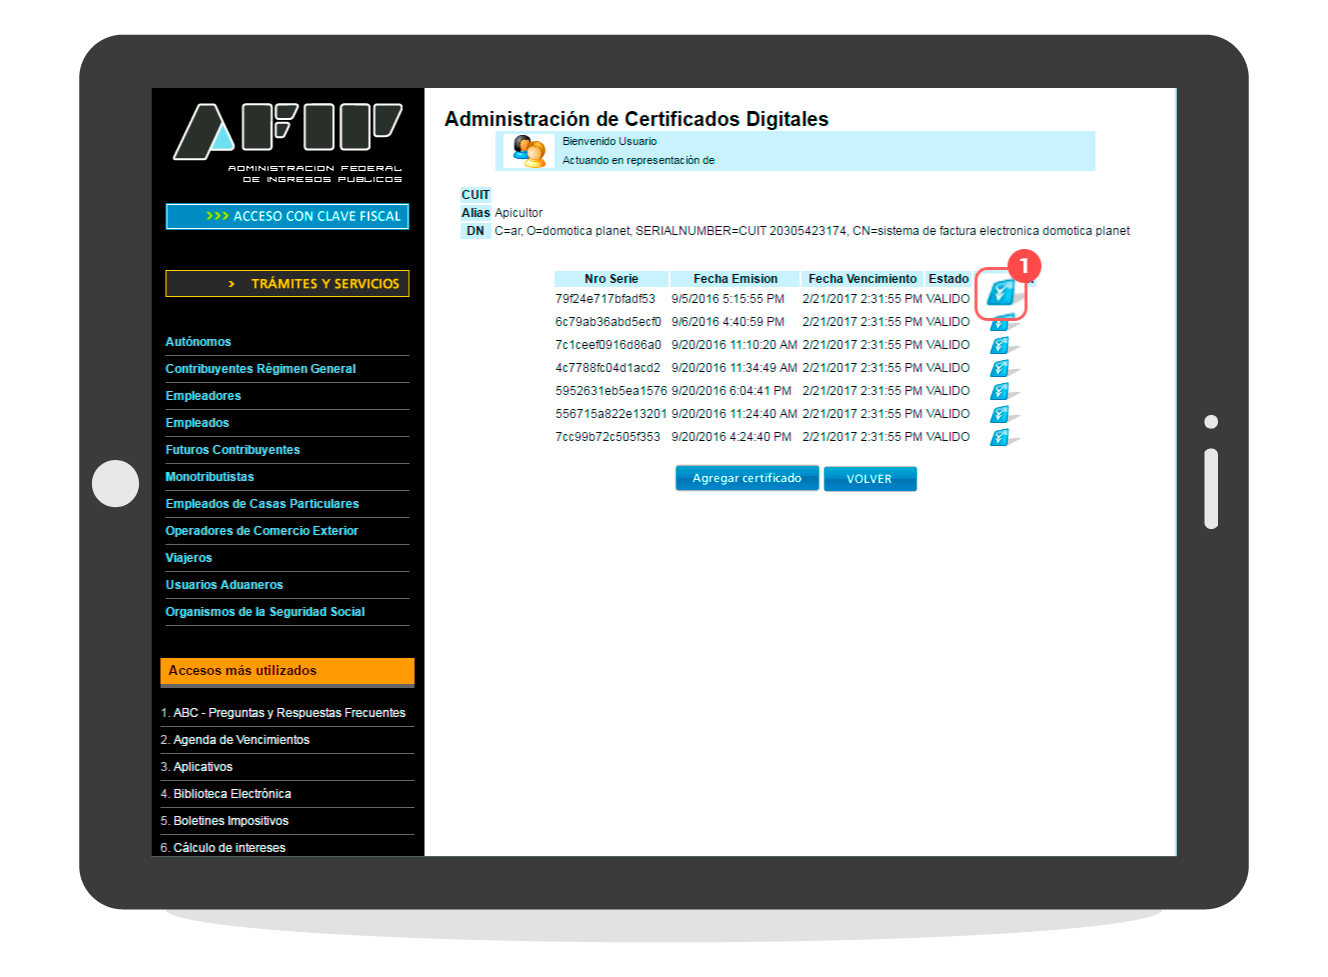 AFIP
ADMINISTRACION FEDERAL
DE INGRESOS PUBLICOS
>>> ACCESO CON CLAVE FISCAL
> TRÁMITES Y SERVICIOS
Autónomos
Contribuyentes Régimen General
Empleadores
Empleados
Futuros Contribuyentes
Monotributistas
Empleados de Casas Particulares
Operadores de Comercio Exterior
Viajeros
Usuarios Aduaneros
Organismos de la Seguridad Social
Accesos más utilizados
1. ABC - Preguntas y Respuestas Frecuentes
2. Agenda de Vencimientos
3. Aplicativos
4. Biblioteca Electrónica
5. Boletines Impositivos
6. Cálculo de intereses
Administración de Certificados Digitales
Bienvenido Usuario
Actuando en representación de
CUIT
Alias Apicultor
DN C=ar, O=domotica planet, SERIALNUMBER=CUIT 20305423174, CN=sistema de factura electronica domotica planet
1
Nro Serie Fecha Emision Fecha Vencimiento Estado
79f24e717bfadf53 9/5/2016 5:15:55 PM 2/21/2017 2:31:55 PM VALIDO
6c79ab36abd5ecf0 9/6/2016 4:40:59 PM 2/21/2017 2:31:55 PM VALIDO
7c1ceef0916d86a0 9/20/2016 11:10:20 AM 2/21/2017 2:31:55 PM VALIDO
4c7788fc04d1acd2 9/20/2016 11:34:49 AM 2/21/2017 2:31:55 PM VALIDO
5952631eb5ea1576 9/20/2016 6:04:41 PM 2/21/2017 2:31:55 PM VALIDO
556715a822e13201 9/20/2016 11:24:40 AM 2/21/2017 2:31:55 PM VALIDO
7cc99b72c505f353 9/20/2016 4:24:40 PM 2/21/2017 2:31:55 PM VALIDO
Agregar certificado VOLVER